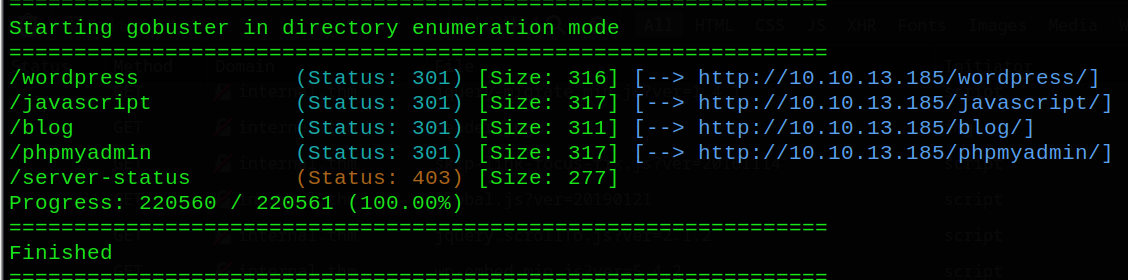 ===============================================================
Starting gobuster in directory enumeration mode
===============================================================
/wordpress            (Status: 301) [Size: 316] [--> http://10.10.13.185/wordpress/]
/javascript           (Status: 301) [Size: 317] [--> http://10.10.13.185/javascript/]
/blog                 (Status: 301) [Size: 311] [--> http://10.10.13.185/blog/]
/phpmyadmin           (Status: 301) [Size: 317] [--> http://10.10.13.185/phpmyadmin/]
/server-status        (Status: 403) [Size: 277]
Progress: 220560 / 220561 (100.00%)
===============================================================
Finished
===============================================================